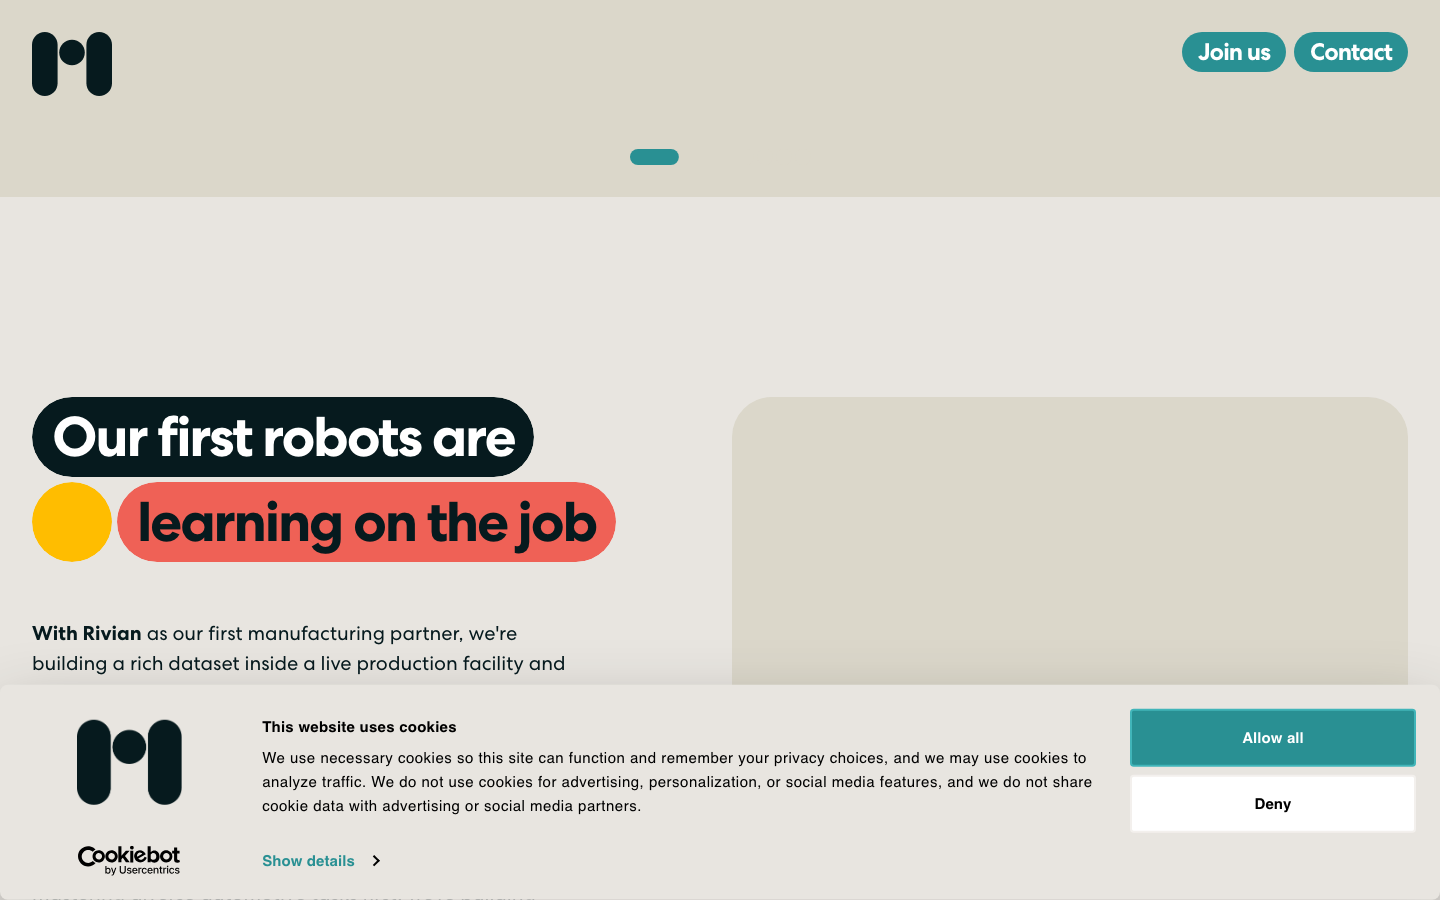 Join us
Contact
Our first robots are
learning on the job
With Rivian as our first manufacturing partner, we're
building a rich dataset inside a live production facility and
This website uses cookies
We use necessary cookies so this site can function and remember your privacy choices, and we may use cookies to
analyze traffic. We do not use cookies for advertising, personalization, or social media features, and we do not share
cookie data with advertising or social media partners.
Show details
Allow all
Deny
Cookiebot
by Usercentrics